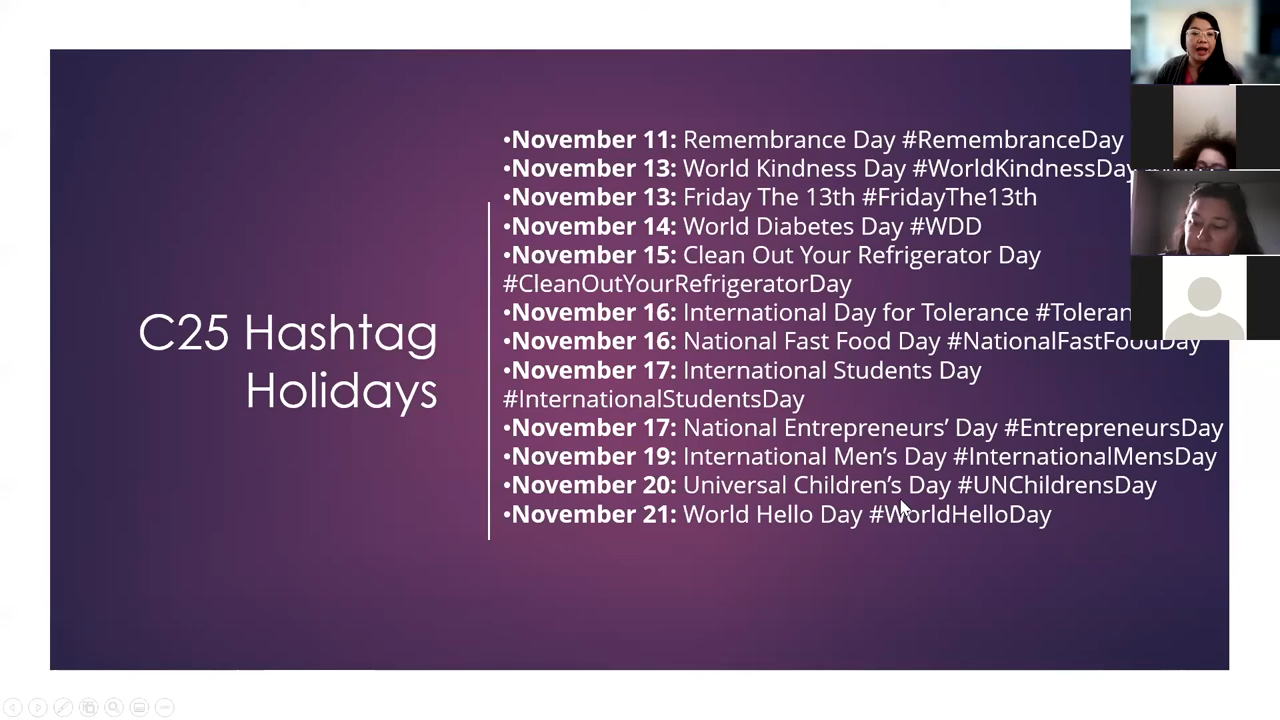 C25 Hashtag
Holidays
•November 11: Remembrance Day #RemembranceDay
•November 13: World Kindness Day #WorldKindnessDay
•November 13: Friday The 13th #FridayThe13th
•November 14: World Diabetes Day #WDD
•November 15: Clean Out Your Refrigerator Day
#CleanOutYourRefrigeratorDay
•November 16: International Day for Tolerance #Toleran
•November 16: National Fast Food Day #NationalFastFoodDay
•November 17: International Students Day
#InternationalStudentsDay
•November 17: National Entrepreneurs’ Day #EntrepreneursDay
•November 19: International Men’s Day #InternationalMensDay
•November 20: Universal Children’s Day #UNChildrensDay
•November 21: World Hello Day #WorldHelloDay